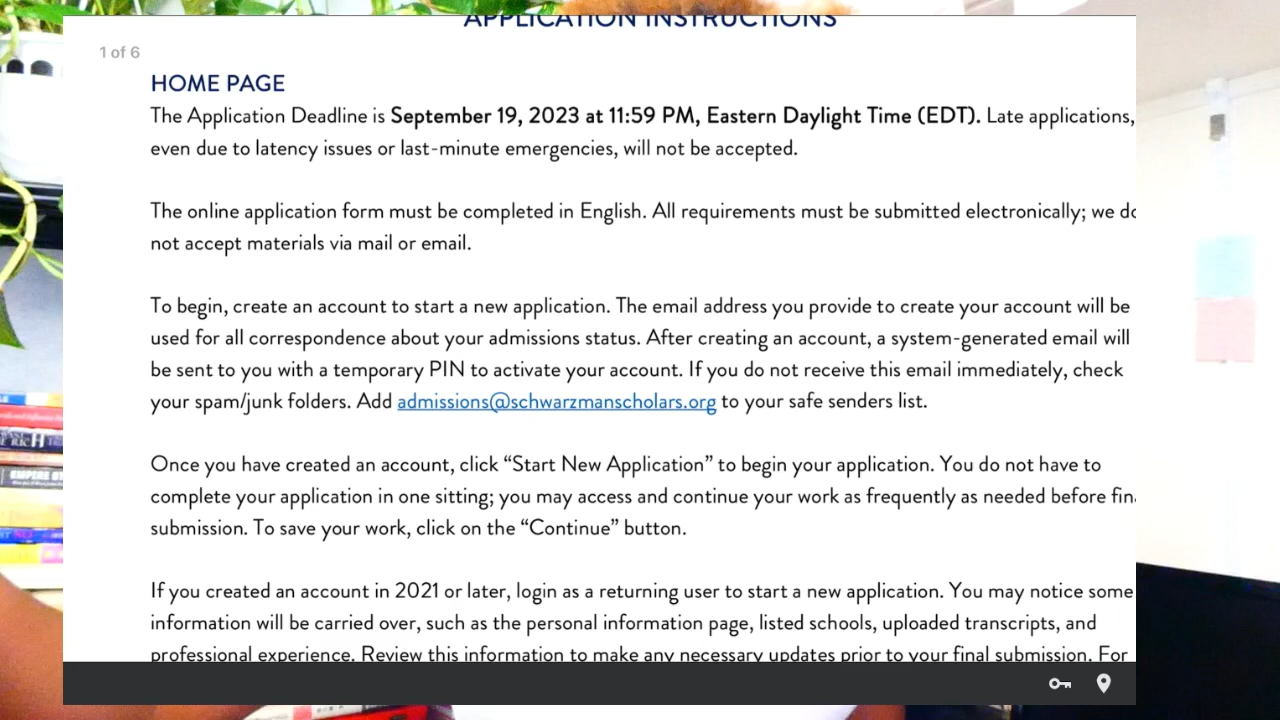 APPLICATION INSTRUCTIONS
1 of 6
HOME PAGE
The Application Deadline is September 19, 2023 at 11:59 PM, Eastern Daylight Time (EDT). Late applications,
even due to latency issues or last-minute emergencies, will not be accepted.
The online application form must be completed in English. All requirements must be submitted electronically; we do
not accept materials via mail or email.
To begin, create an account to start a new application. The email address you provide to create your account will be
used for all correspondence about your admissions status. After creating an account, a system-generated email will
be sent to you with a temporary PIN to activate your account. If you do not receive this email immediately, check
your spam/junk folders. Add admissions@schwarzmanscholars.org to your safe senders list.
Once you have created an account, click “Start New Application” to begin your application. You do not have to
complete your application in one sitting; you may access and continue your work as frequently as needed before
submission. To save your work, click on the “Continue” button.
If you created an account in 2021 or later, login as a returning user to start a new application. You may notice some
information will be carried over, such as the personal information page, listed schools, uploaded transcripts, and
professional experience. Review this information to make any necessary updates prior to your final submission. For